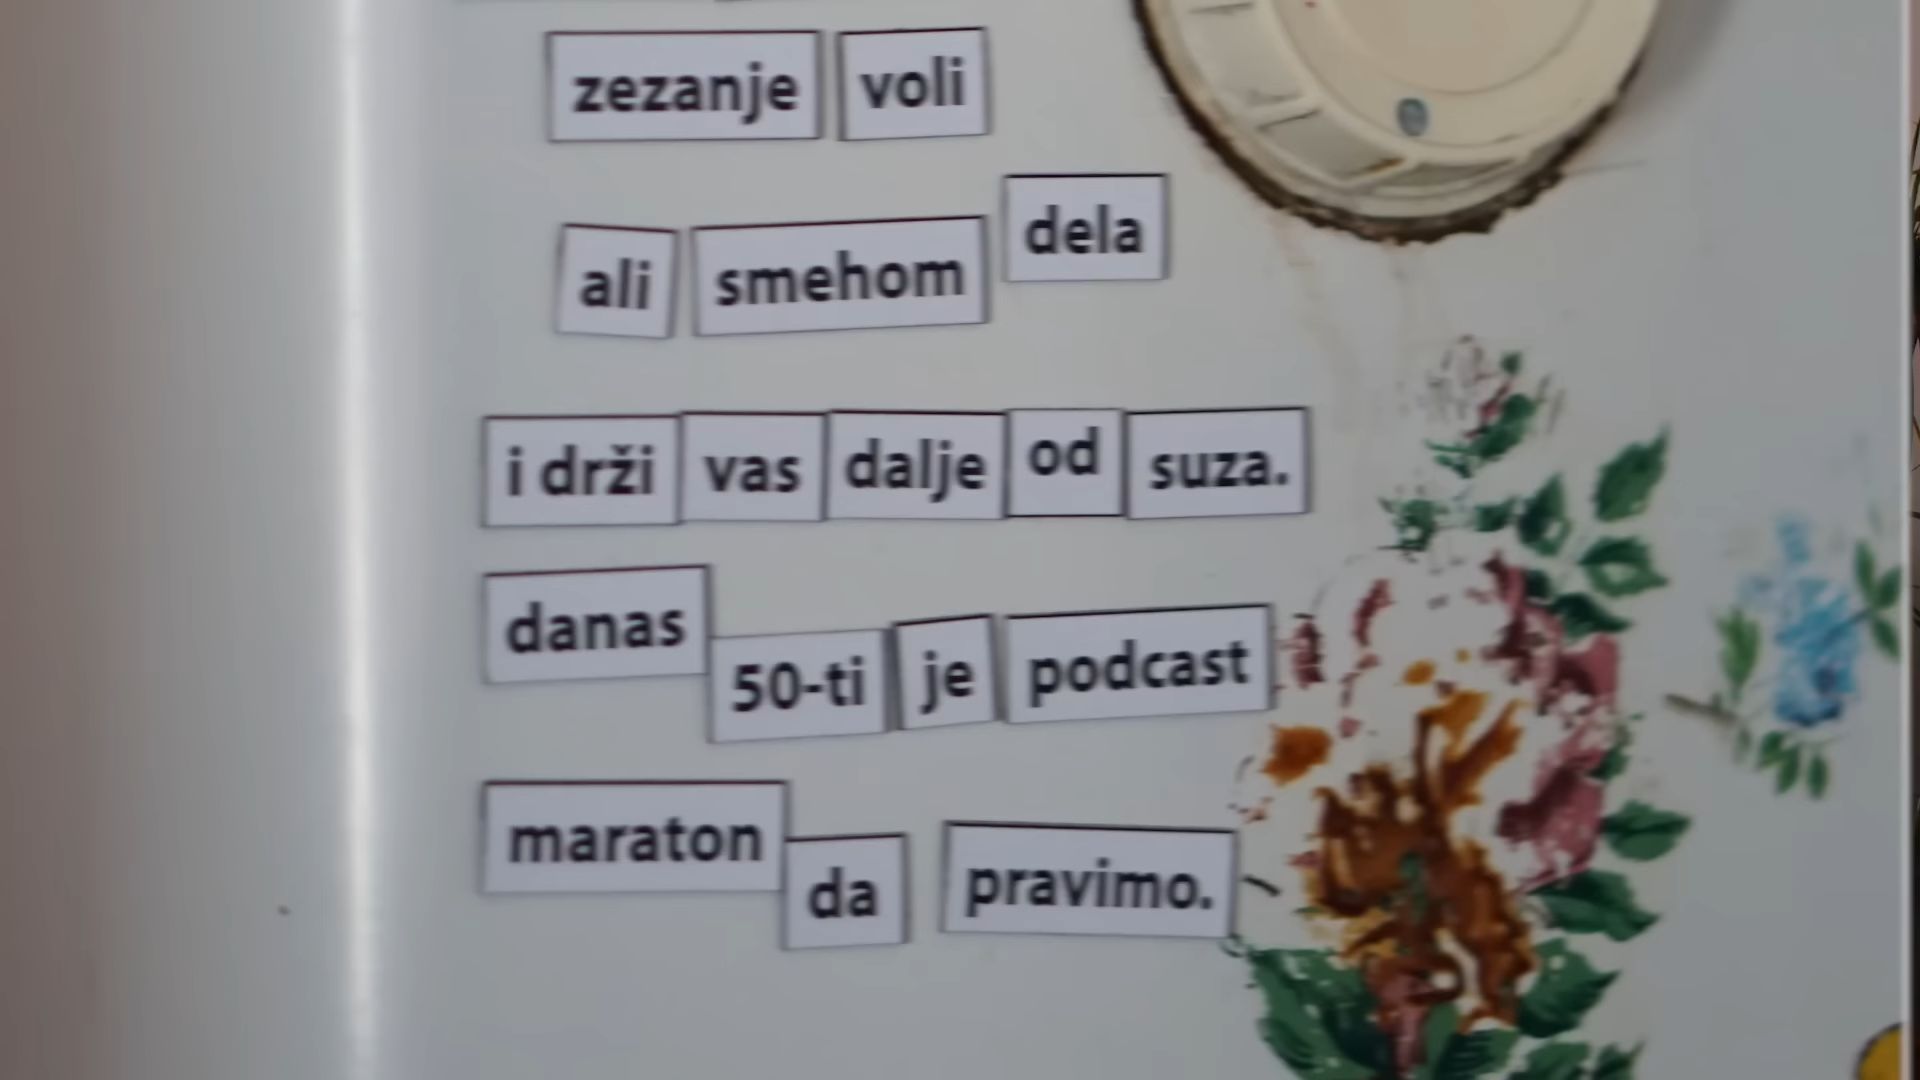 zezanje voli
ali smehom dela
i drži vas dalje od suza.
danas 50-ti je podcast
maraton da pravimo.